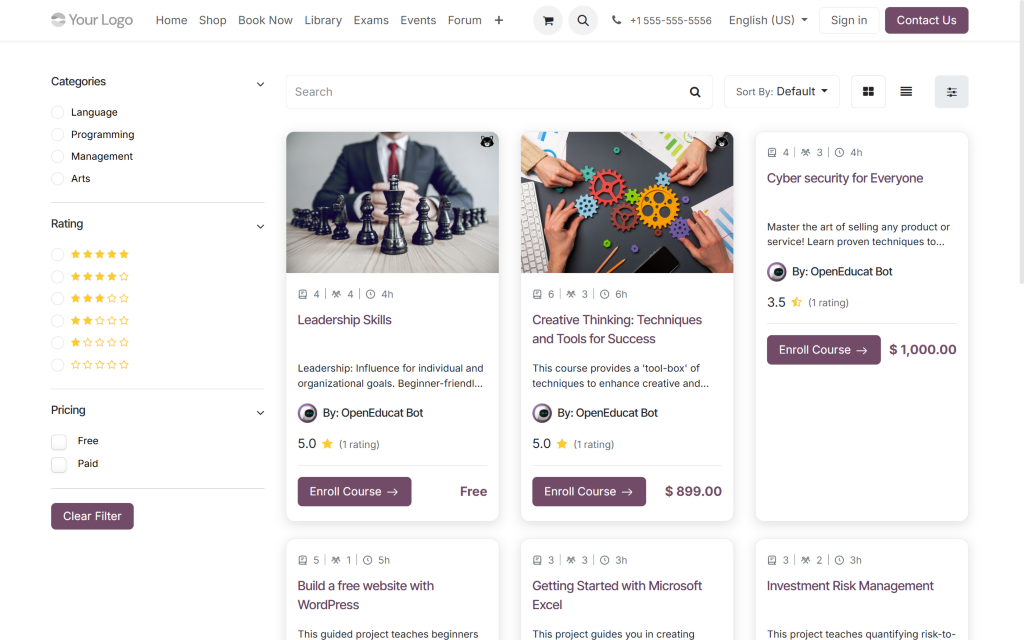 Your Logo
Home Shop Book Now Library Exams Events Forum +
+1 555-555-5556
English (US)
Sign in
Contact Us
Categories
Language
Programming
Management
Arts
Rating
Pricing
Free
Paid
Clear Filter
Search
Sort By: Default
4 4 4h
Leadership Skills
Leadership: Influence for individual and
organizational goals. Beginner-friendl...
By: OpenEducat Bot
5.0 (1 rating)
Enroll Course → Free
6 3 6h
Creative Thinking: Techniques
and Tools for Success
This course provides a 'tool-box' of
techniques to enhance creative and...
By: OpenEducat Bot
5.0 (1 rating)
Enroll Course → $ 899.00
4 3 4h
Cyber security for Everyone
Master the art of selling any product or
service! Learn proven techniques to...
By: OpenEducat Bot
3.5 (1 rating)
Enroll Course → $ 1,000.00
5 1 5h
Build a free website with
WordPress
This guided project teaches beginners
3 3 3h
Getting Started with Microsoft
Excel
This project guides you in creating
3 2 3h
Investment Risk Management
This project teaches quantifying risk-to-